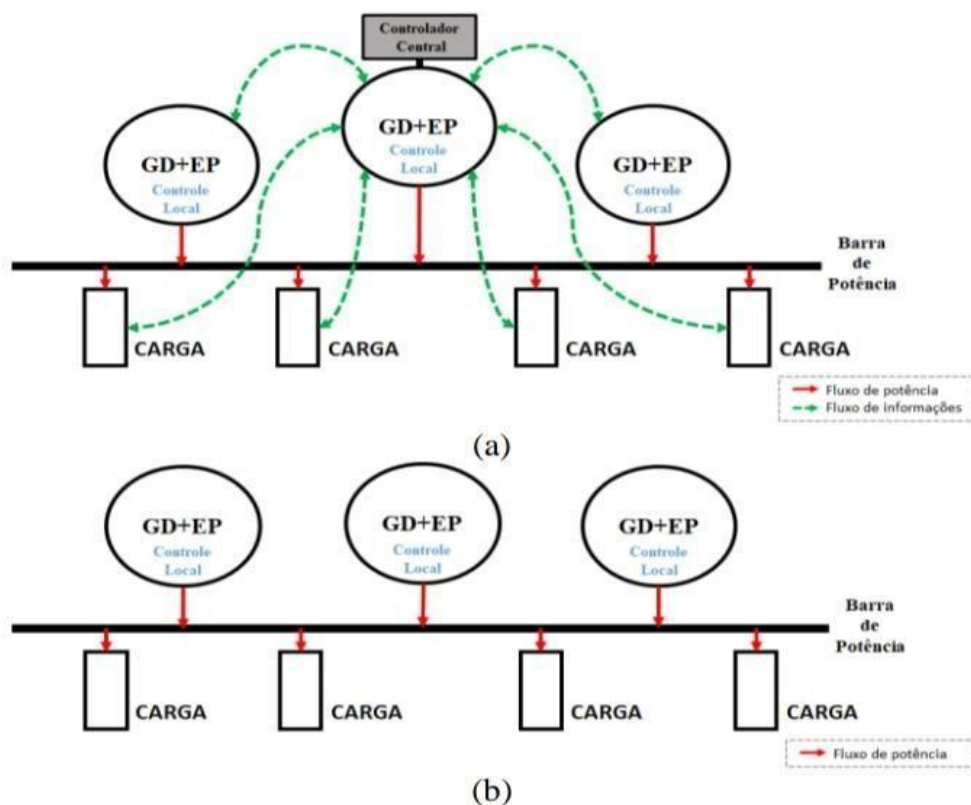 Controlador
Central
GD+EP
Controle
Local
GD+EP
Controle
Local
GD+EP
Controle
Local
Barra
de
Potência
CARGA
CARGA
CARGA
CARGA
Fluxo de potência
Fluxo de informações
(a)
GD+EP
Controle
Local
GD+EP
Controle
Local
GD+EP
Controle
Local
Barra
de
Potência
CARGA
CARGA
CARGA
CARGA
Fluxo de potência
(b)